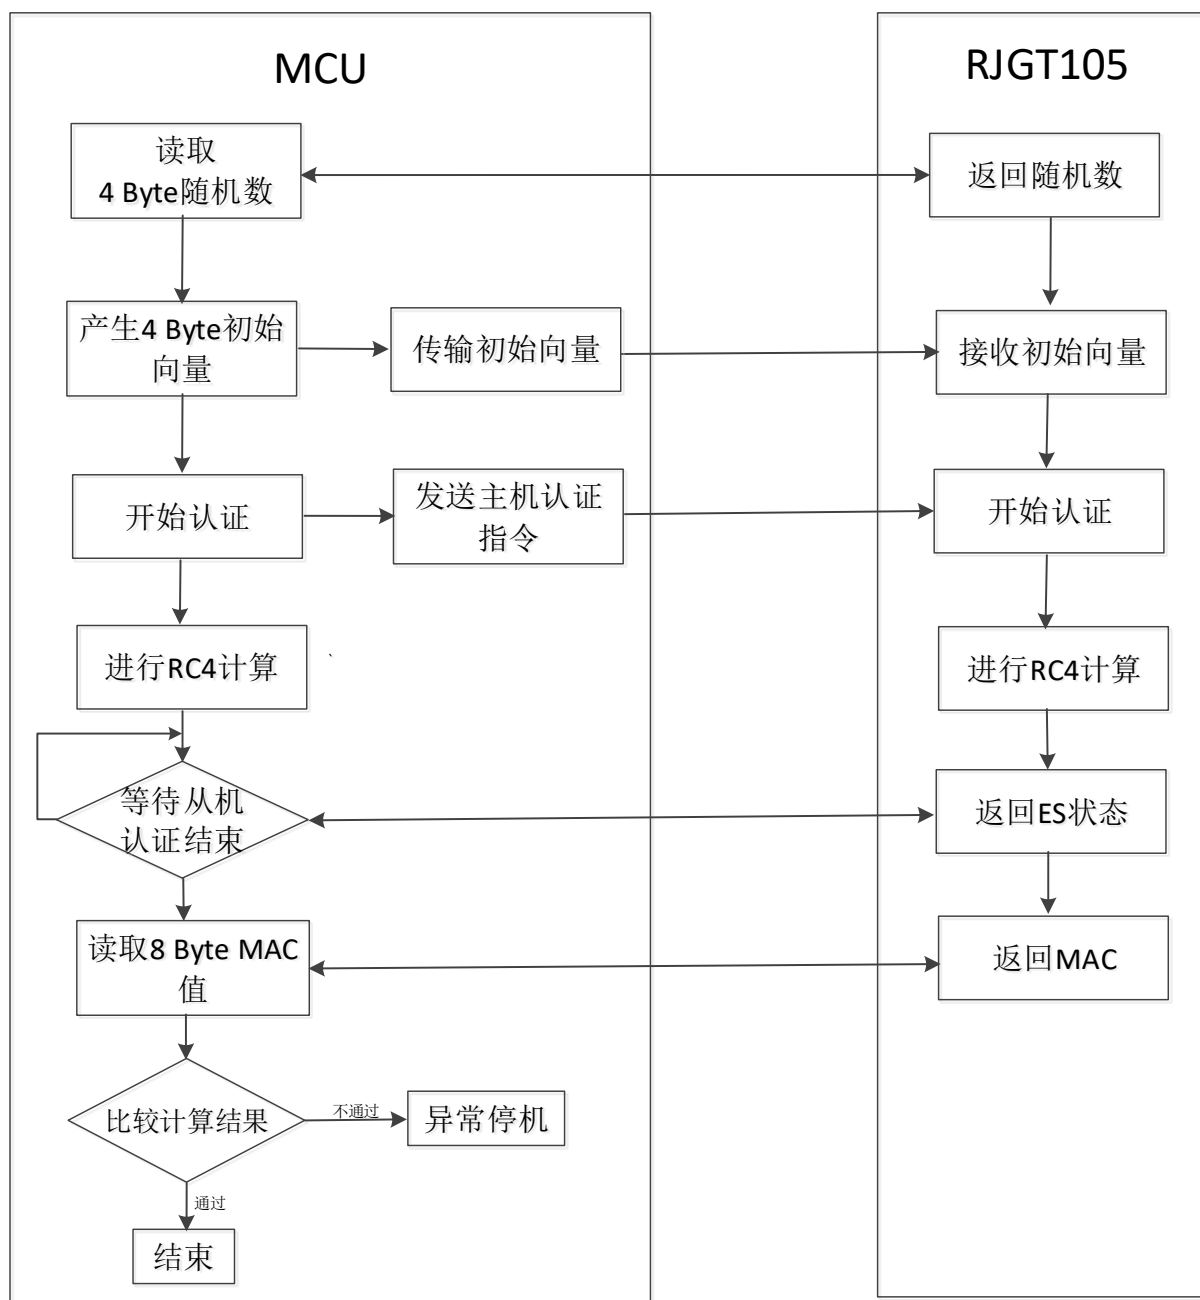 MCU
RJGT105
读取
4 Byte随机数
返回随机数
产生4 Byte初始
向量
传输初始向量
接收初始向量
开始认证
发送主机认证
指令
开始认证
进行RC4计算
、
进行RC4计算
等待从机
认证结束
返回ES状态
读取8 Byte MAC
值
返回MAC
比较计算结果
不通过
异常停机
通过
结束